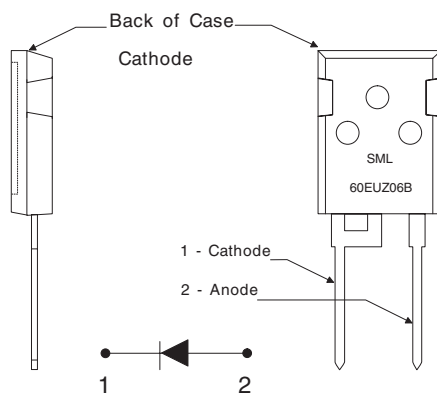 Back of Case
Cathode
SML
60EUZ06B
1 - Cathode
2 - Anode
1 2